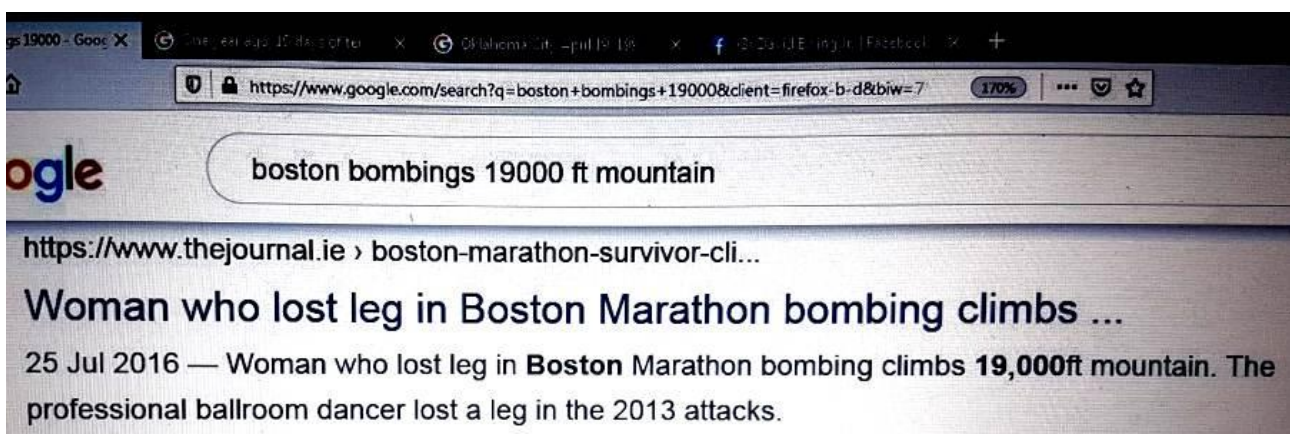 gs 19000 - Goog
https://www.google.com/search?q=boston+bombings+19000&client=firefox-b-d&biw=7
170%
ogle
boston bombings 19000 ft mountain
https://www.thejournal.ie › boston-marathon-survivor-cli...
Woman who lost leg in Boston Marathon bombing climbs ...
25 Jul 2016 — Woman who lost leg in Boston Marathon bombing climbs 19,000ft mountain. The
professional ballroom dancer lost a leg in the 2013 attacks.